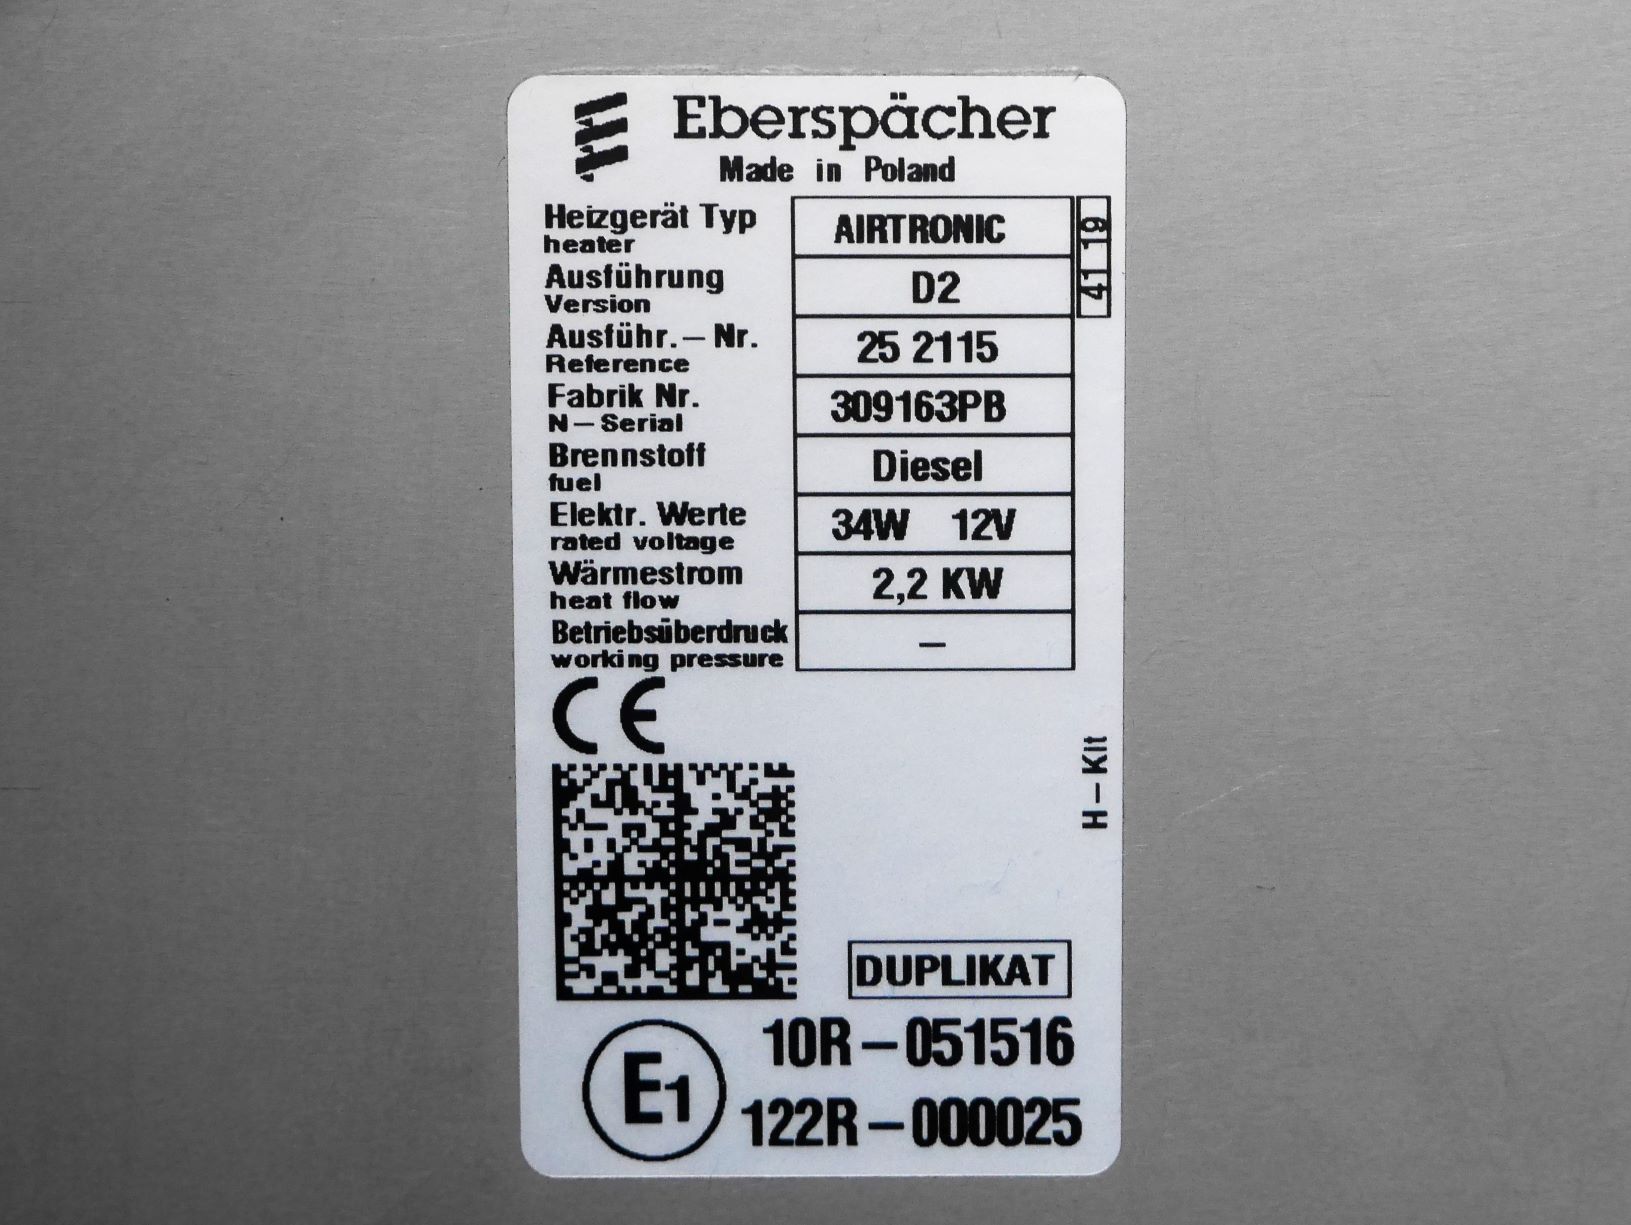 Eberspächer
Made in Poland
Heizgerät Typ
heater
AIRTRONIC
41 19
Ausführung
Version
D2
Ausführ.– Nr.
Reference
25 2115
Fabrik Nr.
N–Serial
309163PB
Brennstoff
fuel
Diesel
Elektr. Werte
rated voltage
34W 12V
Wärmestrom
heat flow
2,2 KW
Betriebsüberdruck
working pressure
–
CE
H–Kit
DUPLIKAT
E1
10R–051516
122R–000025